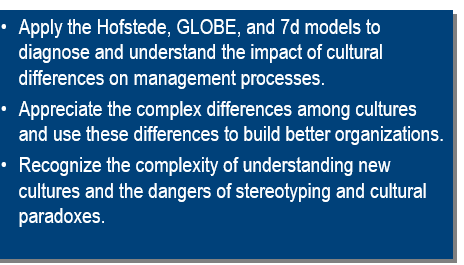 • Apply the Hofstede, GLOBE, and 7d models to
diagnose and understand the impact of cultural
differences on management processes.
• Appreciate the complex differences among cultures
and use these differences to build better organizations.
• Recognize the complexity of understanding new
cultures and the dangers of stereotyping and cultural
paradoxes.